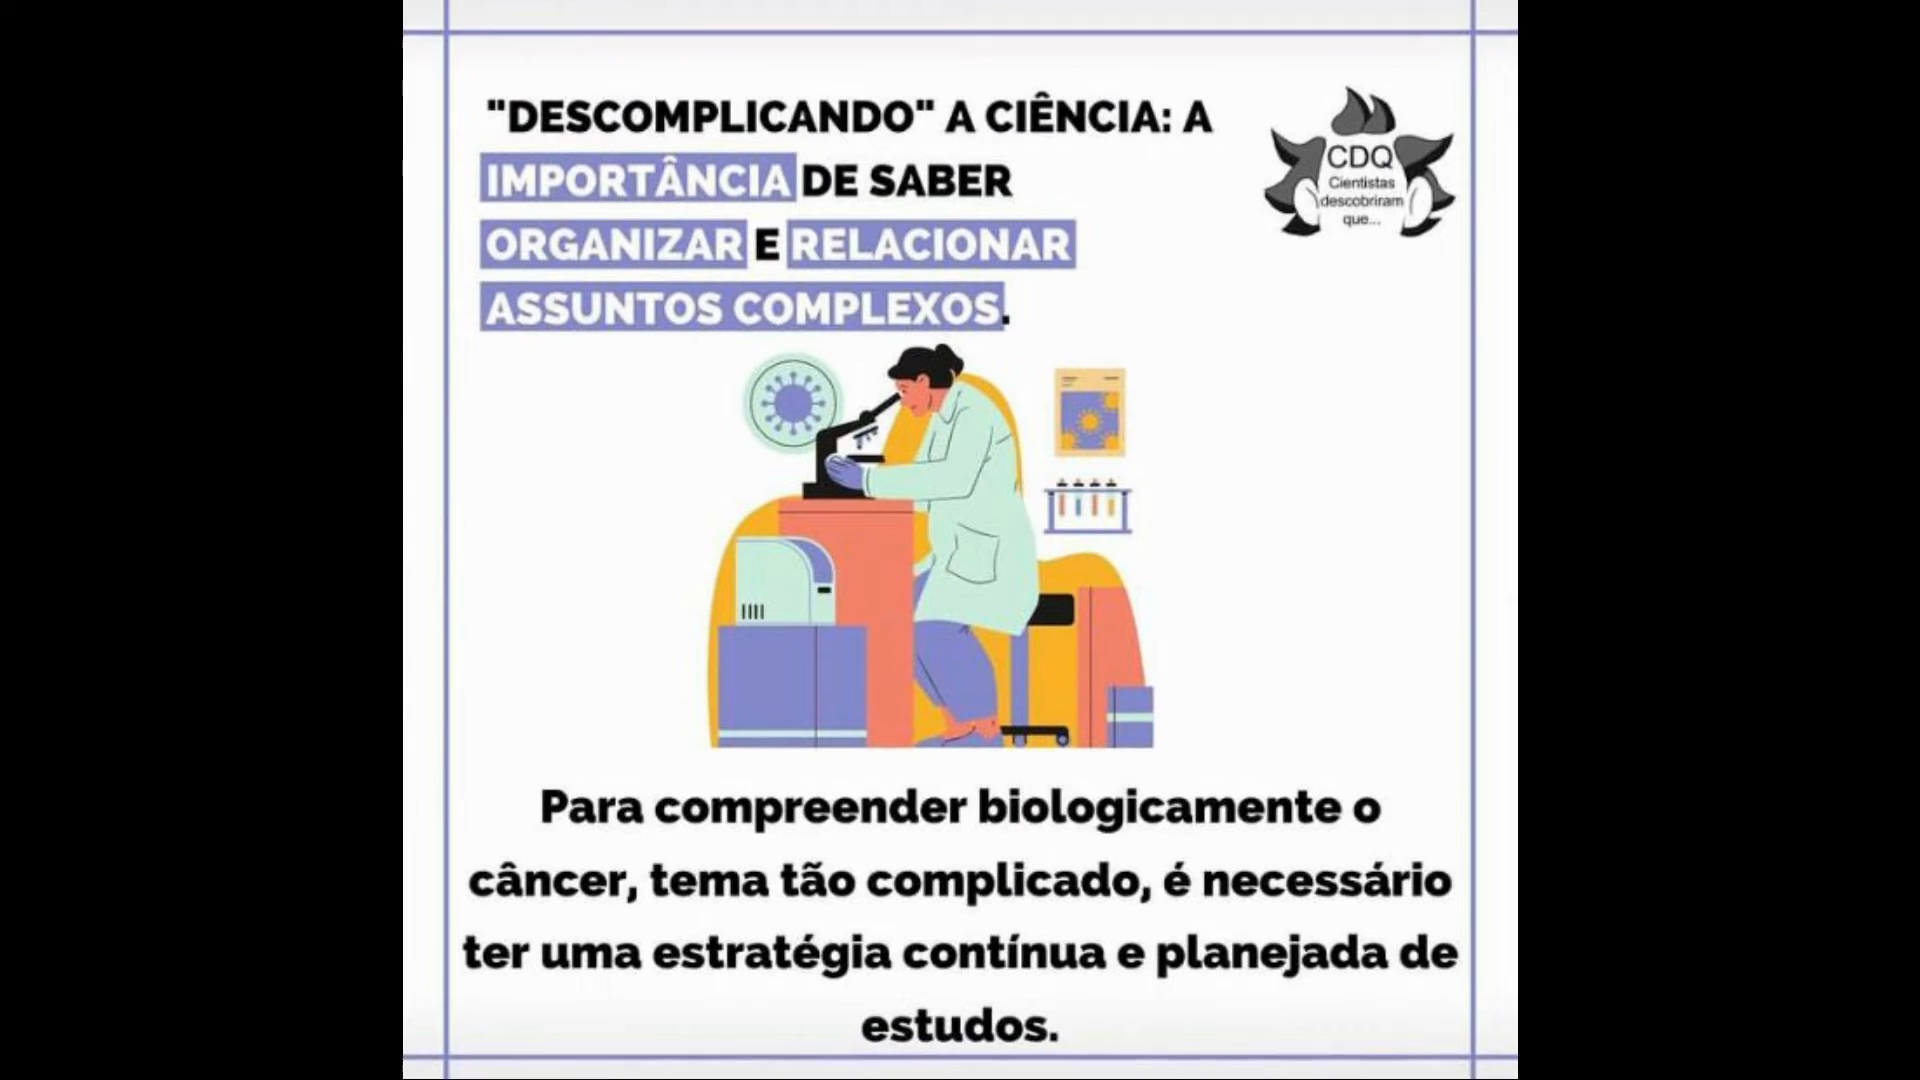 "DESCOMPLICANDO" A CIÊNCIA: A
IMPORTÂNCIA DE SABER
ORGANIZAR E RELACIONAR
ASSUNTOS COMPLEXOS.
CDQ
Cientistas
descobriram
que...
Para compreender biologicamente o
câncer, tema tão complicado, é necessário
ter uma estratégia contínua e planejada de
estudos.